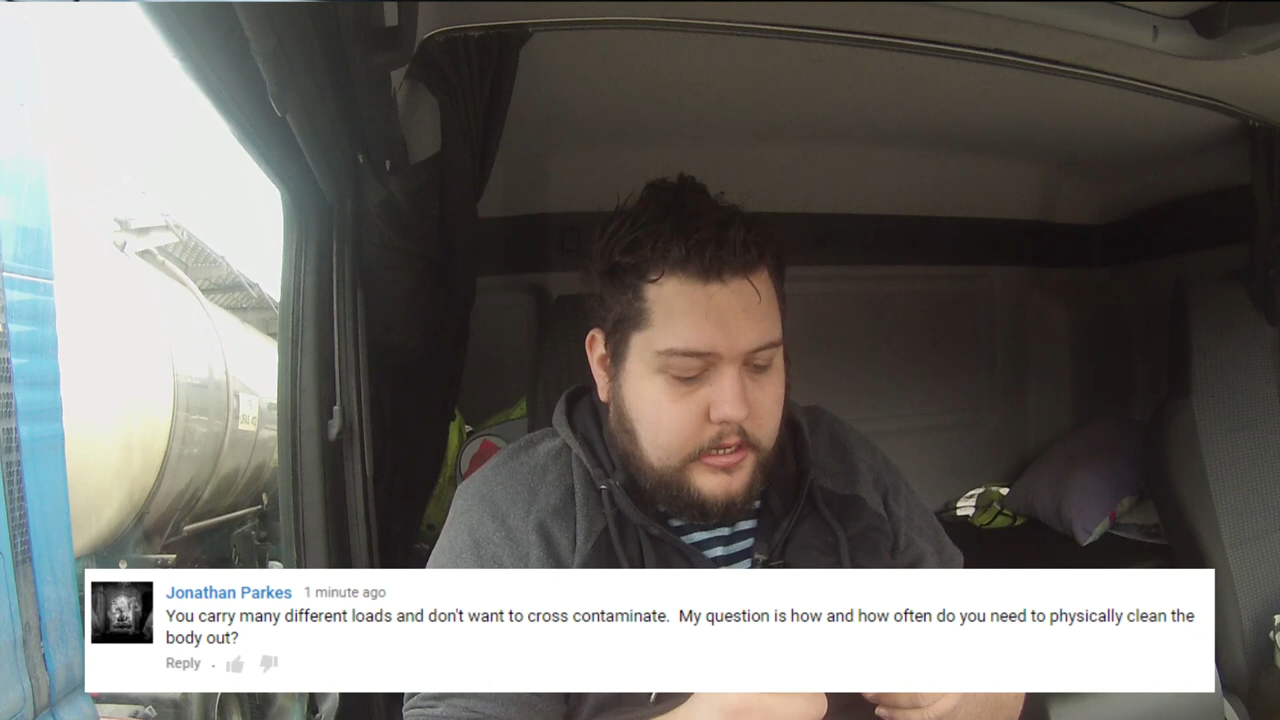 Jonathan Parkes 1 minute ago
You carry many different loads and don't want to cross contaminate.  My question is how and how often do you need to physically clean the
body out?
Reply .